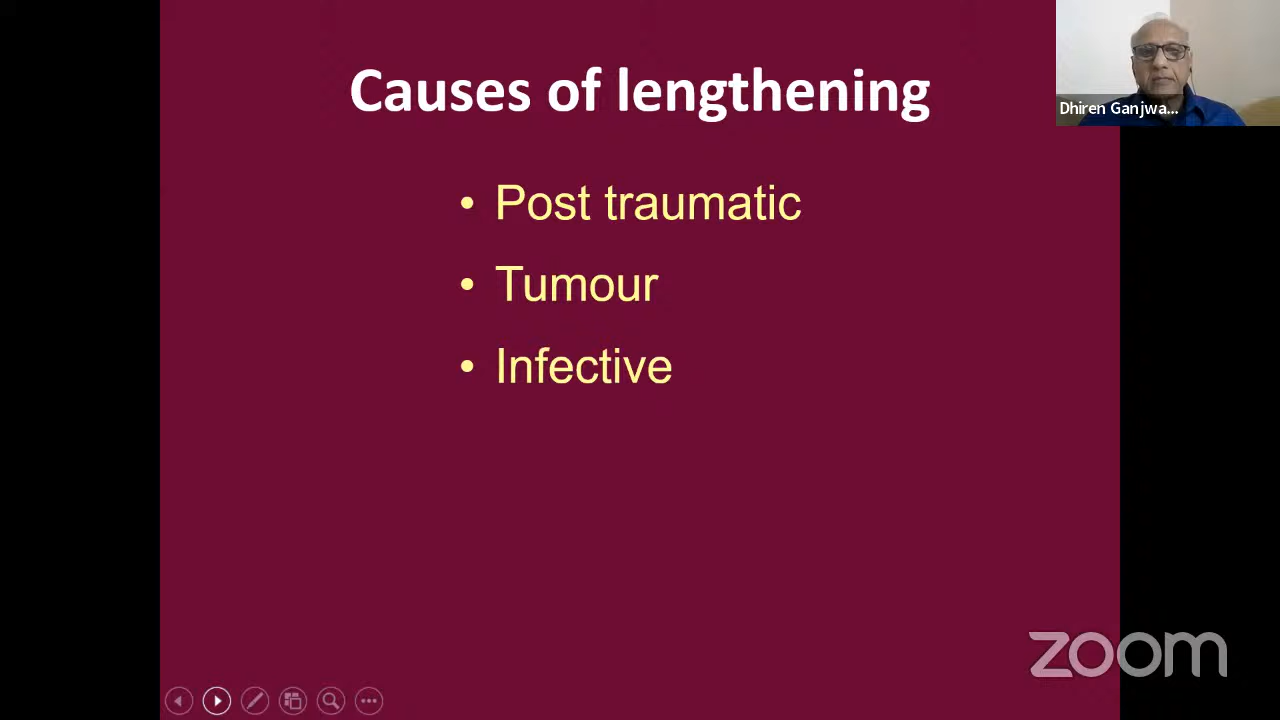 Causes of lengthening
Dhiren Ganjwa...
• Post traumatic
• Tumour
• Infective
zoom